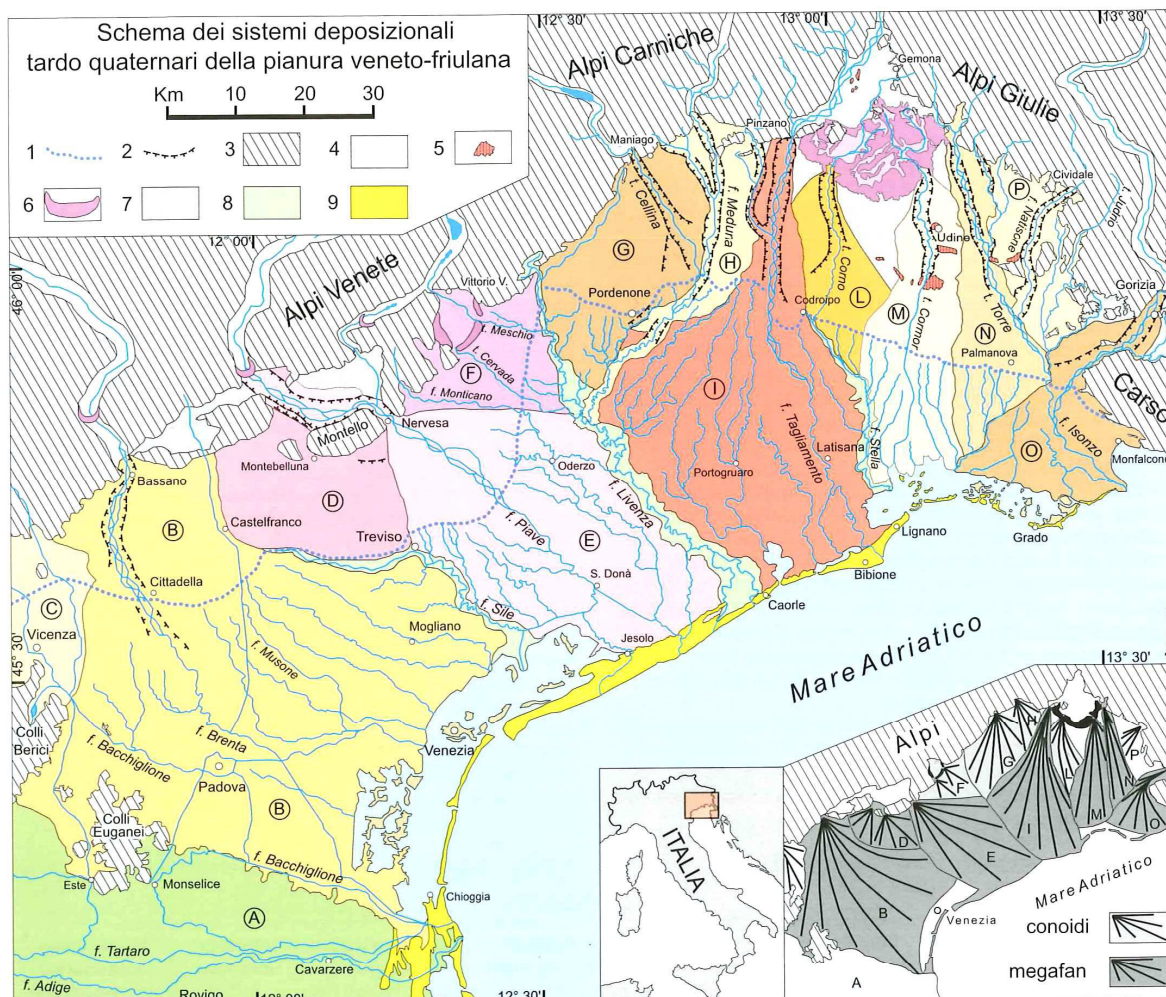 Schema dei sistemi deposizionali
tardo quaternari della pianura veneto-friulana
Km 10 20 30
1 2 3 4 5
6 7 8 9
12° 30'
13° 00'
13° 30'
Alpi Carniche
Gemona
Alpi Giulie
Pinzano
Maniago
t. Cellina
f. Meduna
Cividale
P
f. Natisone
t. Judrio
12° 00'
46° 00'
Alpi Venete
G
H
Udine
t. Corno
Vittorio V.
Pordenone
Codroipo
L
M
t. Cormor
N
t. Torre
Gorizia
t. Meschio
t. Cervada
F
f. Monticano
Palmanova
Carso
I
f. Tagliamento
Montello
Nervesa
Montebelluna
Oderzo
f. Livenza
Portogruaro
Latisana
f. Stella
O
f. Isonzo
Monfalcone
Bassano
B
Castelfranco
D
Treviso
f. Piave
E
Lignano
Grado
Bibione
Cittadella
C
Vicenza
S. Donà
Caorle
f. Sile
Mogliano
Jesolo
45° 30'
f. Musone
Mare Adriatico
13° 30'
Colli
Berici
f. Bacchiglione
f. Brenta
Venezia
Padova
B
Colli
Euganei
f. Bacchiglione
Este
Monselice
Chioggia
A
f. Tartaro
Cavarzere
f. Adige
Rovigo
12° 00'
12° 30'
ITALIA
Alpi
H
G
F
L
P
N
D
I
M
O
E
B
Venezia
A
Mare Adriatico
conoidi
megafan